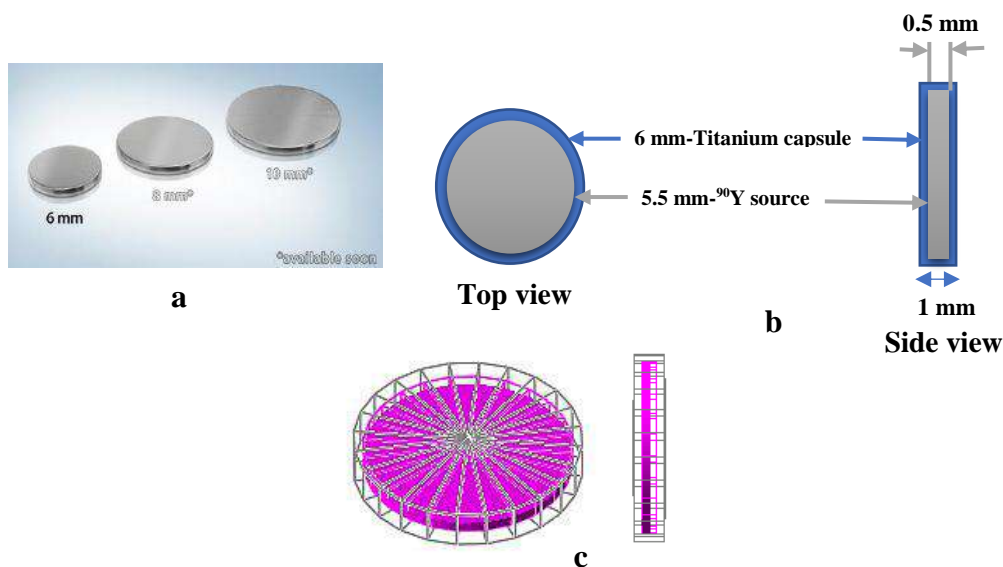 0.5 mm
6 mm
8 mm*
10 mm*
*available soon
a
6 mm-Titanium capsule
5.5 mm-⁹⁰Y source
Top view
b
1 mm
Side view
c